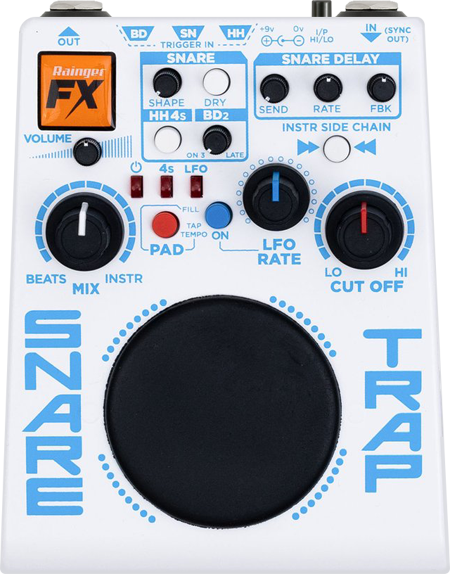 OUT
BD SN HH
TRIGGER IN
+9v 0v
I/P
HI/LO
IN (SYNC OUT)
Rainger
FX
SNARE
SHAPE DRY
HH4s BD2
ON 3 LATE
SNARE DELAY
SEND RATE FBK
INSTR SIDE CHAIN
VOLUME
4s LFO
FILL
TAP
TEMPO
PAD
ON
LFO
RATE
BEATS INSTR
MIX
LO HI
CUT OFF
SNARE
TRAP